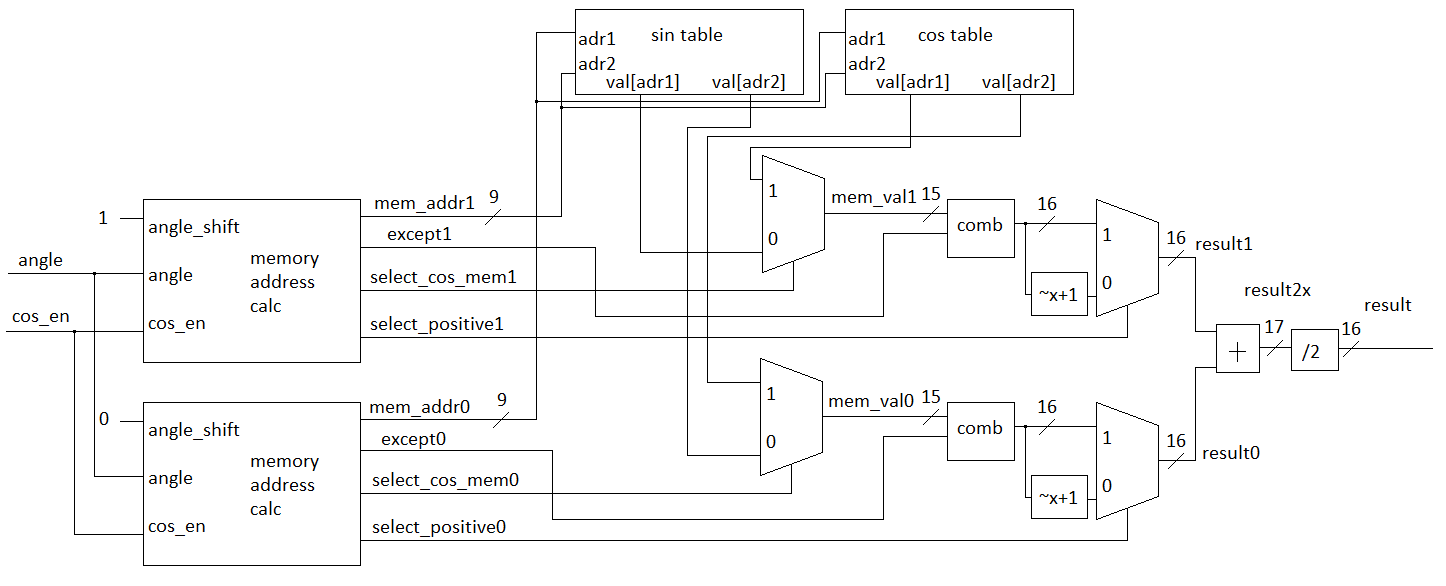 sin table
cos table
adr1
adr2
val[adr1]
val[adr2]
adr1
adr2
val[adr1]
val[adr2]
1
angle_shift
angle
angle
memory
address
calc
cos_en
cos_en
mem_addr1
9
except1
select_cos_mem1
select_positive1
1
0
mem_val1
15
comb
16
~x+1
1
0
16
result1
0
angle_shift
angle
memory
address
calc
cos_en
mem_addr0
9
except0
select_cos_mem0
select_positive0
1
0
mem_val0
15
comb
16
~x+1
1
0
16
result0
+
result2x
17
/2
16
result